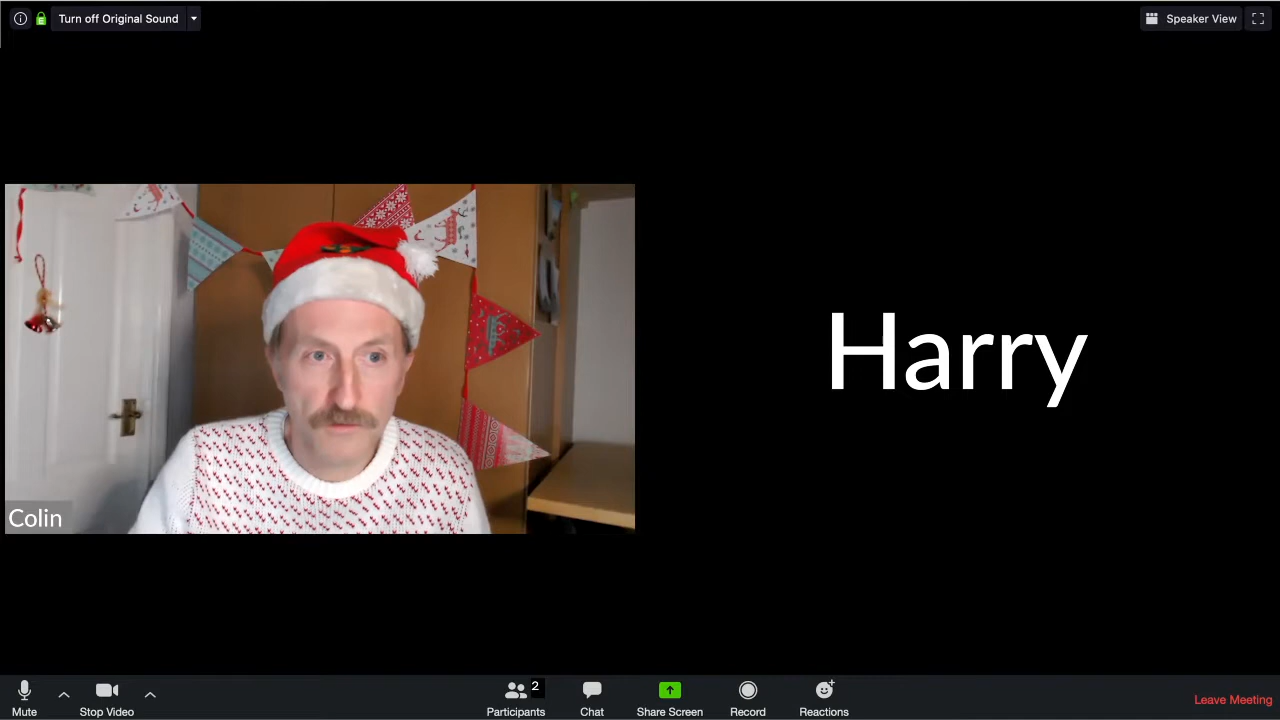 Turn off Original Sound
Speaker View
Harry
Colin
2
Mute
Stop Video
Participants
Chat
Share Screen
Record
Reactions
Leave Meeting